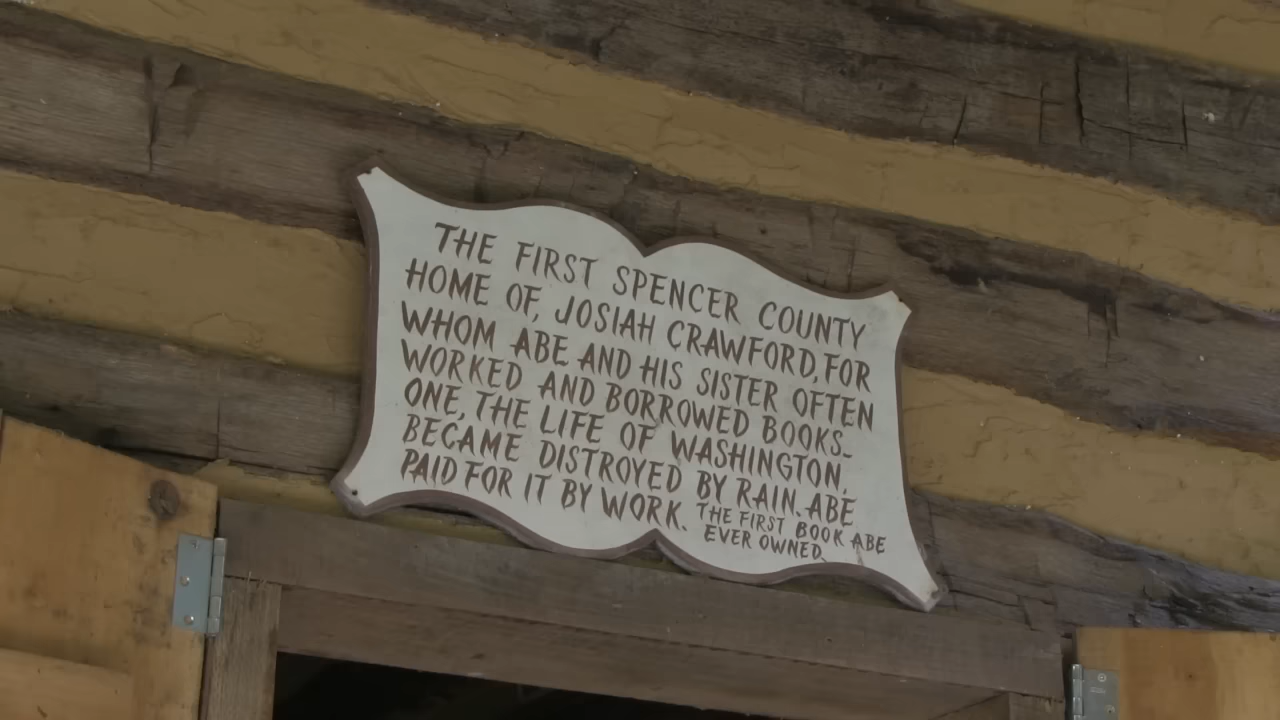 THE FIRST SPENCER COUNTY
HOME OF, JOSIAH CRAWFORD, FOR
WHOM ABE AND HIS SISTER OFTEN
WORKED AND BORROWED BOOKS-
ONE, THE LIFE OF WASHINGTON,
BECAME DISTROYED BY RAIN. ABE
PAID FOR IT BY WORK. THE FIRST BOOK ABE
EVER OWNED.